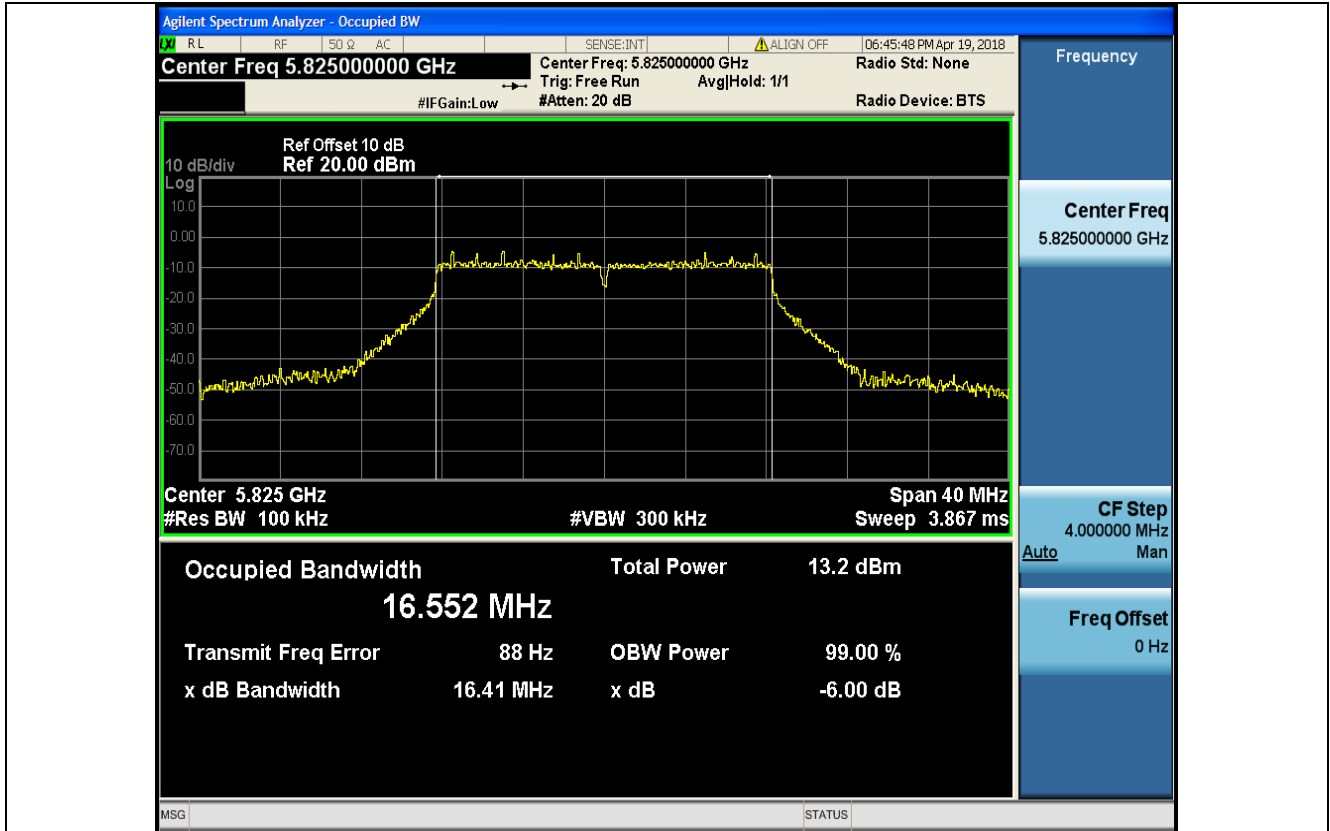 Agilent Spectrum Analyzer - Occupied BW
LXI RL RF 50 Ω AC SENSE:INT ALIGN OFF 06:45:48 PM Apr 19, 2018
Center Freq 5.825000000 GHz
Center Freq: 5.825000000 GHz
Radio Std: None
Trig: Free Run Avg|Hold: 1/1
#IFGain:Low #Atten: 20 dB
Radio Device: BTS
Ref Offset 10 dB
10 dB/div Ref 20.00 dBm
Log
10.0
0.00
-10.0
-20.0
-30.0
-40.0
-50.0
-60.0
-70.0
Center 5.825 GHz Span 40 MHz
#Res BW 100 kHz #VBW 300 kHz Sweep 3.867 ms
Occupied Bandwidth Total Power 13.2 dBm
16.552 MHz
Transmit Freq Error 88 Hz OBW Power 99.00 %
x dB Bandwidth 16.41 MHz x dB -6.00 dB
MSG STATUS
Frequency
Center Freq
5.825000000 GHz
CF Step
4.000000 MHz
Auto Man
Freq Offset
0 Hz